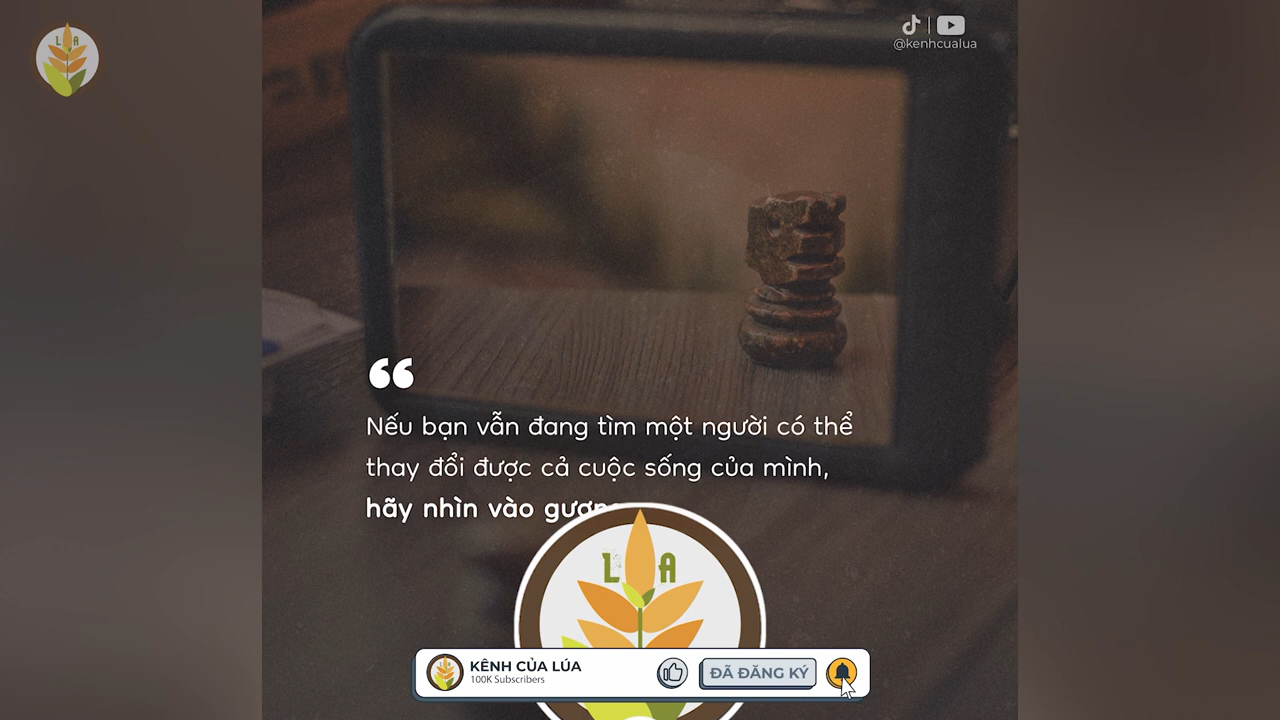 L A
@kenhcualua
“
Nếu bạn vẫn đang tìm một người có thể
thay đổi được cả cuộc sống của mình,
hãy nhìn vào gương
L A
KÊNH CỦA LÚA
100K Subscribers
ĐÃ ĐĂNG KÝ